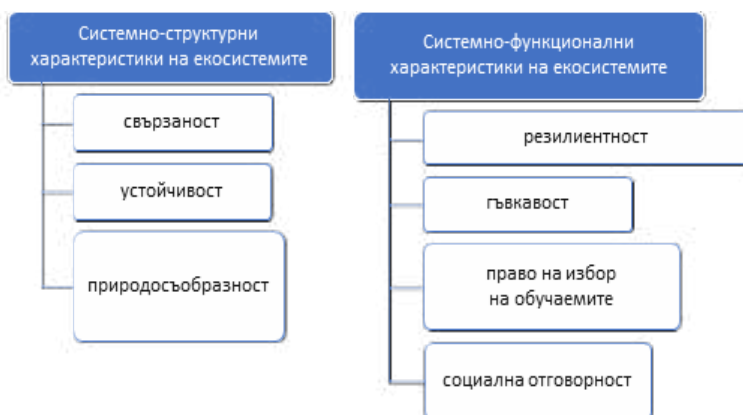 Системно-структурни
характеристики на екосистемите
свързаност
устойчивост
природосъобразност
Системно-функционални
характеристики на екосистемите
резилиентност
гъвкавост
право на избор
на обучаемите
социална отговорност